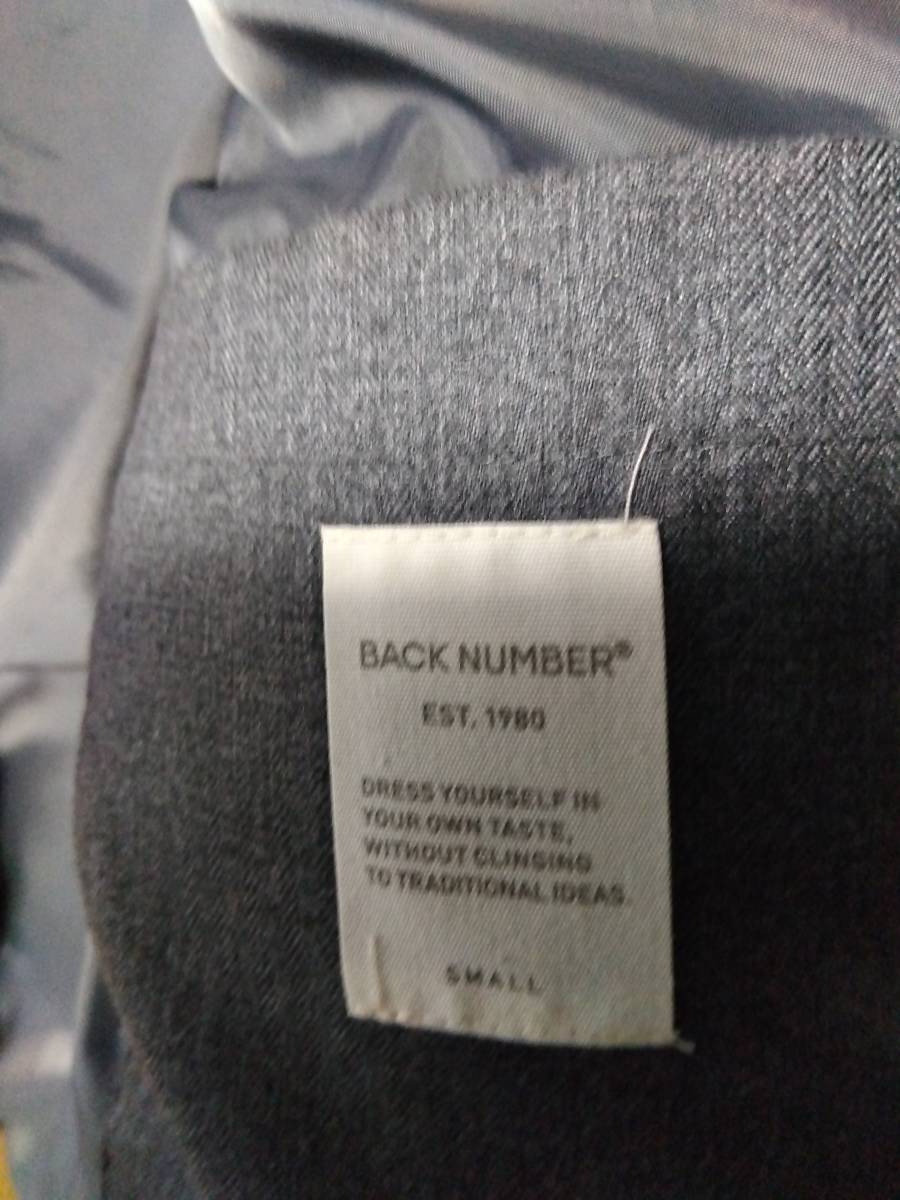 BACK NUMBER®
EST. 1980
DRESS YOURSELF IN
YOUR OWN TASTE,
WITHOUT CLINGING
TO TRADITIONAL IDEAS.
SMALL